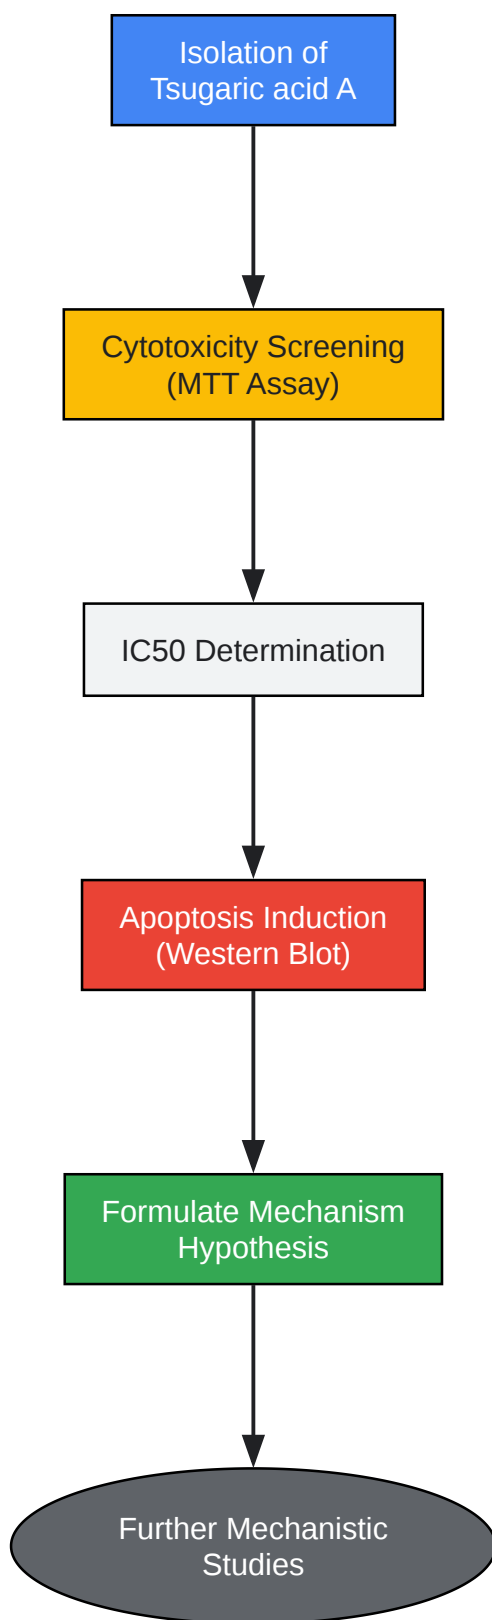 Isolation of
Tsugaric acid A
Cytotoxicity Screening
(MTT Assay)
IC50 Determination
Apoptosis Induction
(Western Blot)
Formulate Mechanism
Hypothesis
Further Mechanistic
Studies